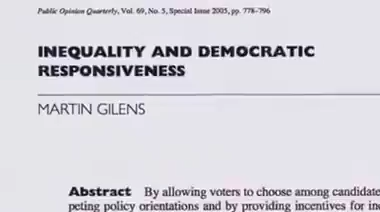 Public Opinion Quarterly, Vol. 69, No. 5, Special Issue 2005, pp. 778–796
INEQUALITY AND DEMOCRATIC
RESPONSIVENESS
MARTIN GILENS
Abstract By allowing voters to choose among candidate
peting policy orientations and by providing incentives for in